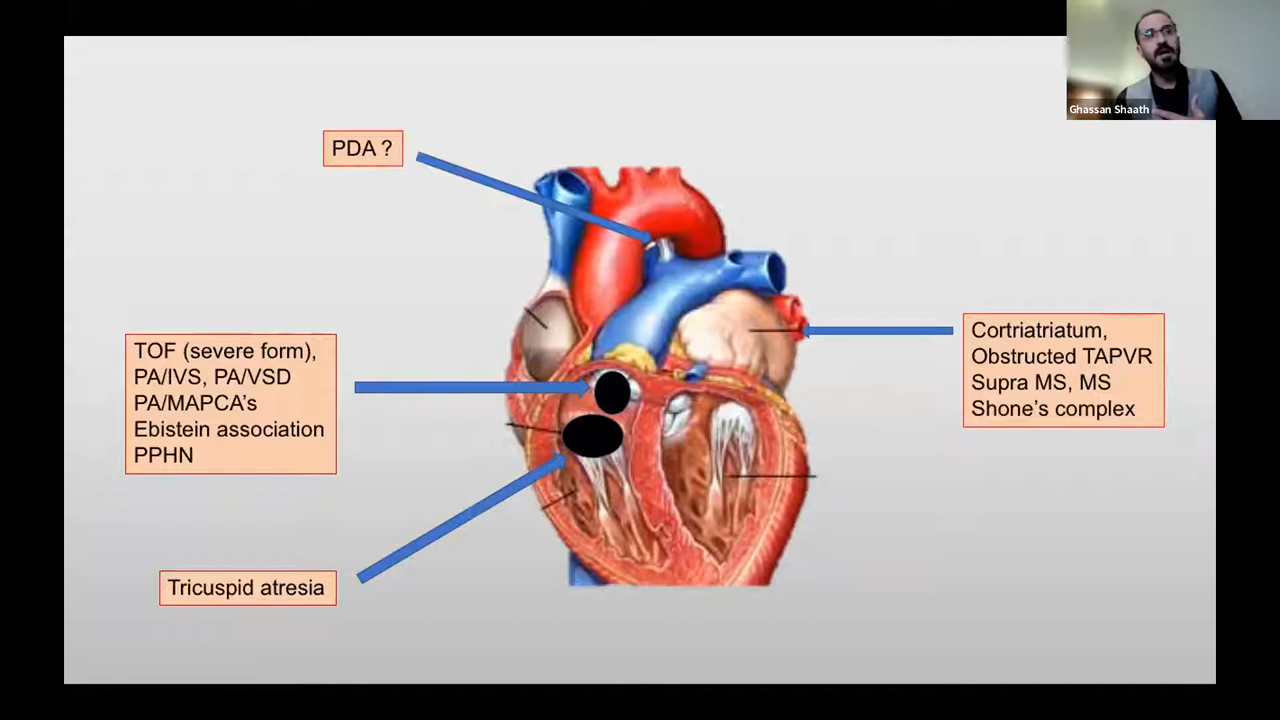 Ghassan Shaath
PDA ?
TOF (severe form),
PA/IVS, PA/VSD
PA/MAPCA's
Ebistein association
PPHN
Tricuspid atresia
Cortriatriatum,
Obstructed TAPVR
Supra MS, MS
Shone's complex